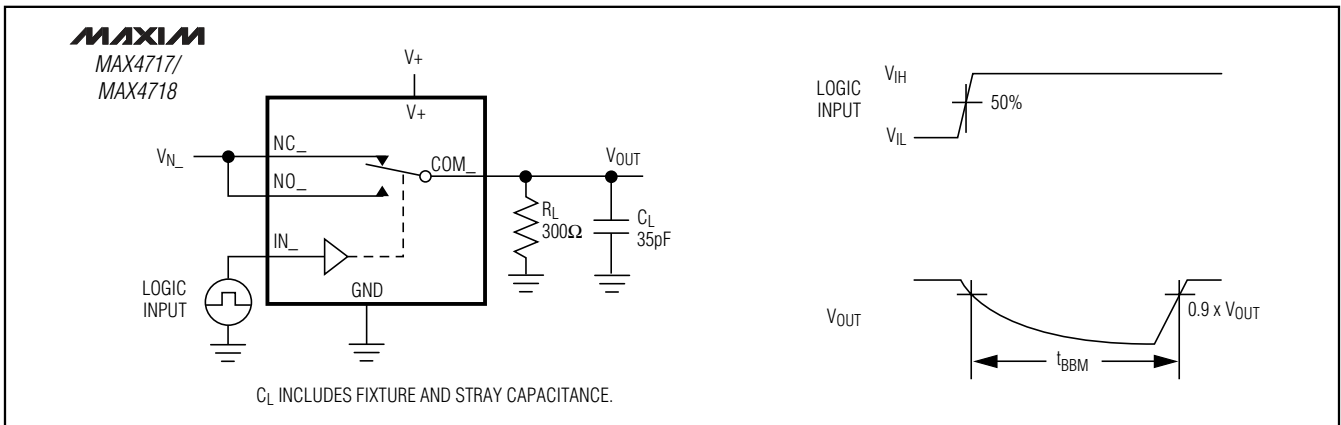 MAXIM
MAX4717/
MAX4718
V+
V+
NC_
V_N_
NO_
COM_
V_OUT
R_L
300Ω
C_L
35pF
IN_
LOGIC
INPUT
GND
C_L INCLUDES FIXTURE AND STRAY CAPACITANCE.
LOGIC
INPUT
V_IH
50%
V_IL
V_OUT
0.9 x V_OUT
t_BBM